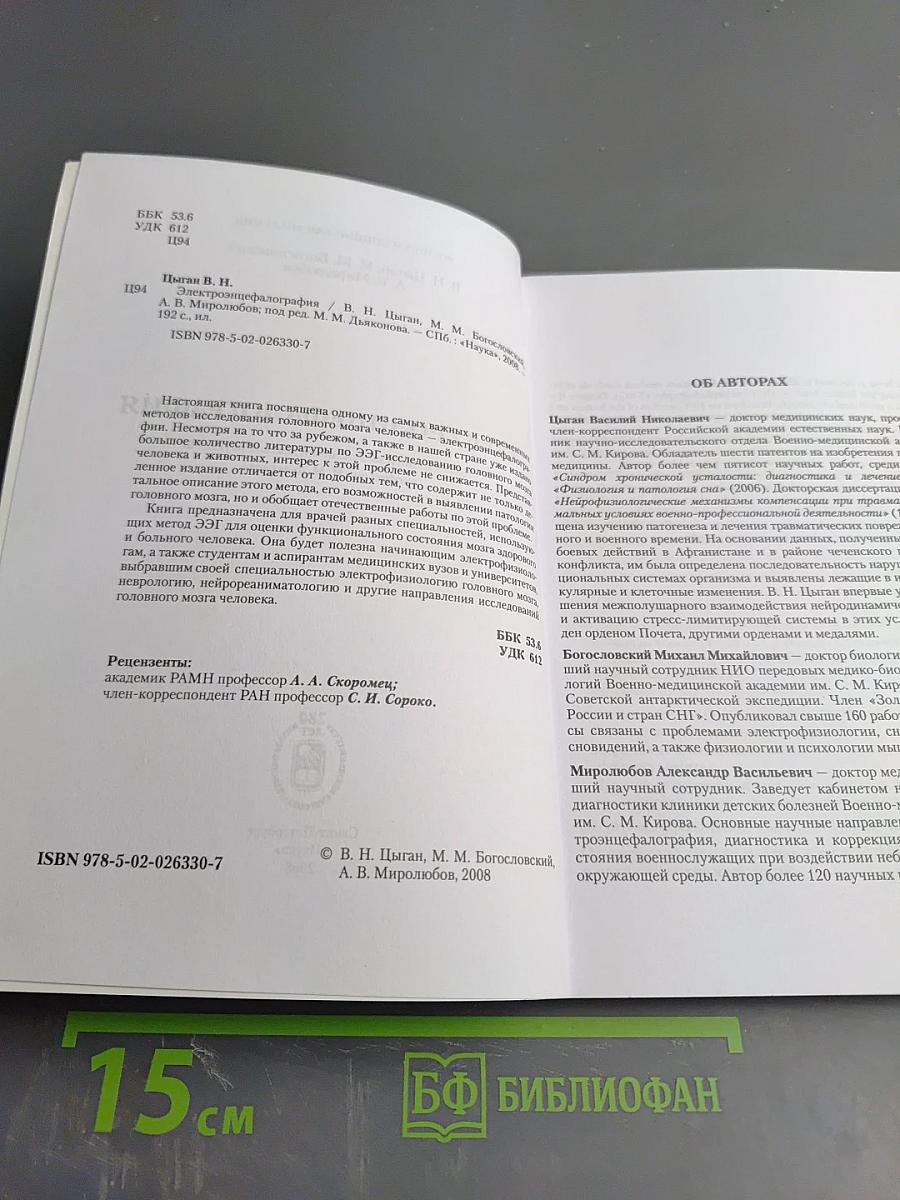 ББК 53.6
УДК 612
Ц94
Цыган В. Н.
Ц94 Электроэнцефалография / В. Н. Цыган, М. М. Богословский,
А. В. Миролюбов; под ред. М. М. Дьяконова. — СПб. : «Наука», 2008. —
192 с., ил.
ISBN 978-5-02-026330-7
Настоящая книга посвящена одному из самых важных и современных
методов исследования головного мозга человека — электроэнцефалогра-
фии. Несмотря на то что за рубежом, а также в нашей стране уже издано
большое количество литературы по ЭЭГ-исследованию головного мозга
человека и животных, интерес к этой проблеме не снижается. Представ-
ленное издание отличается от подобных тем, что содержит не только де-
тальное описание этого метода, его возможностей в выявлении патологии
головного мозга, но и обобщает отечественные работы по этой проблеме.
Книга предназначена для врачей разных специальностей, использую-
щих метод ЭЭГ для оценки функционального состояния мозга здорового
и больного человека. Она будет полезна начинающим электрофизиоло-
гам, а также студентам и аспирантам медицинских вузов и университетов,
выбравшим своей специальностью электрофизиологию головного мозга,
неврологию, нейрореаниматологию и другие направления исследований
головного мозга человека.
ББК 53.6
УДК 612
Рецензенты:
академик РАМН профессор А. А. Скоромец;
член-корреспондент РАН профессор С. И. Сороко.
ISBN 978-5-02-026330-7
© В. Н. Цыган, М. М. Богословский,
А. В. Миролюбов, 2008
ОБ АВТОРАХ
Цыган Василий Николаевич — доктор медицинских наук, про
член-корреспондент Российской академии естественных наук.
ник научно-исследовательского отдела Военно-медицинской а
им. С. М. Кирова. Обладатель шести патентов на изобретения
медицины. Автор более чем пятисот научных работ, среди
«Синдром хронической усталости: диагностика и лечение
«Физиология и патология сна» (2006). Докторская диссертац
«Нейрофизиологические механизмы компенсации при травма
мальных условиях военно-профессиональной деятельности» (1
щена изучению патогенеза и лечения травматических повреж
ного и военного времени. На основании данных, полученны
боевых действий в Афганистане и в районе чеченского
конфликта, им была определена последовательность нару
циональных системах организма и выявлены лежащие в и
кулярные и клеточные изменения. В. Н. Цыган впервые у
шения межполушарного взаимодействия нейродинамиче
и активацию стресс-лимитирующей системы в этих усл
ден орденом Почета, другими орденами и медалями.
Богословский Михаил Михайлович — доктор биологи
ший научный сотрудник НИО передовых медико-био
логий Военно-медицинской академии им. С. М. Кир
Советской антарктической экспедиции. Член «Зол
России и стран СНГ». Опубликовал свыше 160 рабо
сы связаны с проблемами электрофизиологии, сн
сновидений, а также физиологии и психологии мы
Миролюбов Александр Васильевич — доктор мед
ший научный сотрудник. Заведует кабинетом н
диагностики клиники детских болезней Военно-м
им. С. М. Кирова. Основные научные направлен
троэнцефалография, диагностика и коррекция
стояния военнослужащих при воздействии неб
окружающей среды. Автор более 120 научных
15 см
БФ БИБЛИОФАН